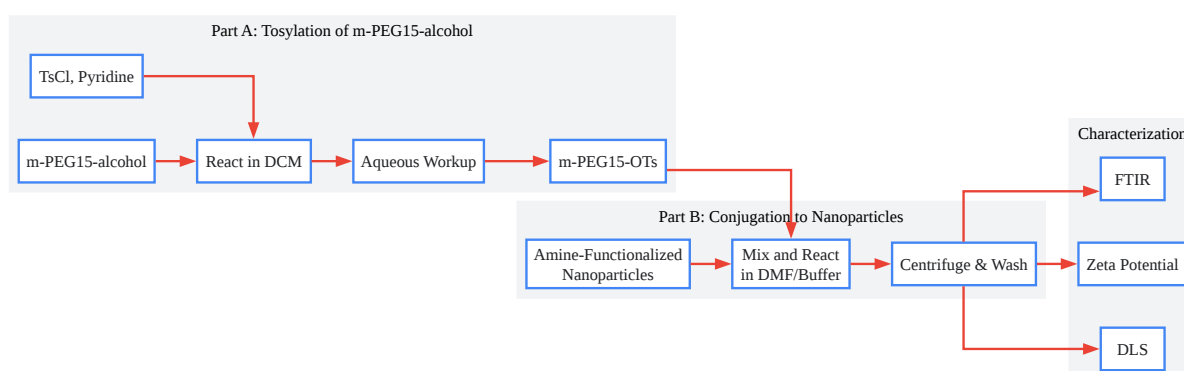 Part A: Tosylation of m-PEG15-alcohol
TsCl, Pyridine
m-PEG15-alcohol
React in DCM
Aqueous Workup
m-PEG15-OTs
Part B: Conjugation to Nanoparticles
Amine-Functionalized
Nanoparticles
Mix and React
in DMF/Buffer
Centrifuge & Wash
Characterization
FTIR
Zeta Potential
DLS